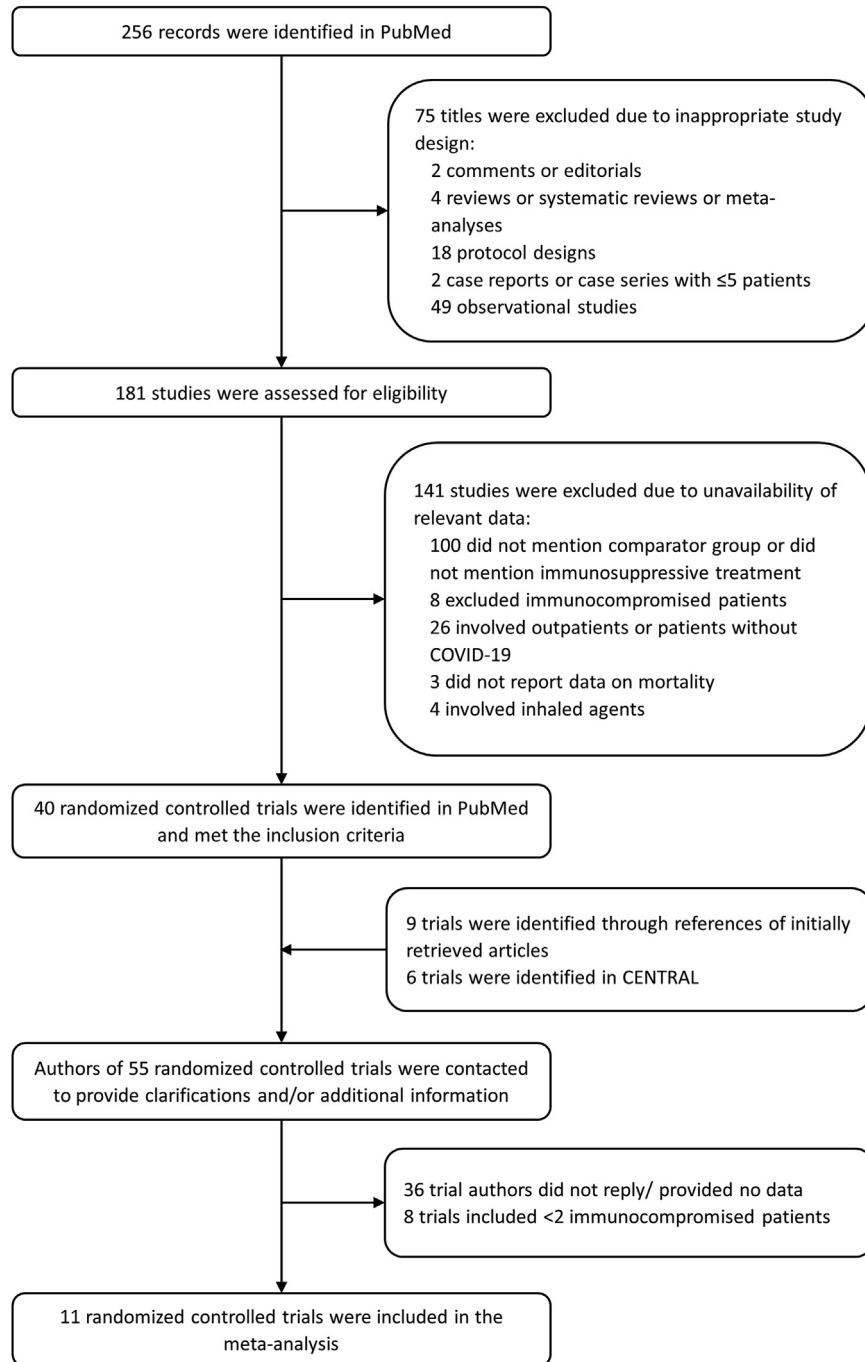 256 records were identified in PubMed
75 titles were excluded due to inappropriate study
design:
2 comments or editorials
4 reviews or systematic reviews or meta-
analyses
18 protocol designs
2 case reports or case series with ≤5 patients
49 observational studies
181 studies were assessed for eligibility
141 studies were excluded due to unavailability of
relevant data:
100 did not mention comparator group or did
not mention immunosuppressive treatment
8 excluded immunocompromised patients
26 involved outpatients or patients without
COVID-19
3 did not report data on mortality
4 involved inhaled agents
40 randomized controlled trials were identified in PubMed
and met the inclusion criteria
9 trials were identified through references of initially
retrieved articles
6 trials were identified in CENTRAL
Authors of 55 randomized controlled trials were contacted
to provide clarifications and/or additional information
36 trial authors did not reply/ provided no data
8 trials included <2 immunocompromised patients
11 randomized controlled trials were included in the
meta-analysis